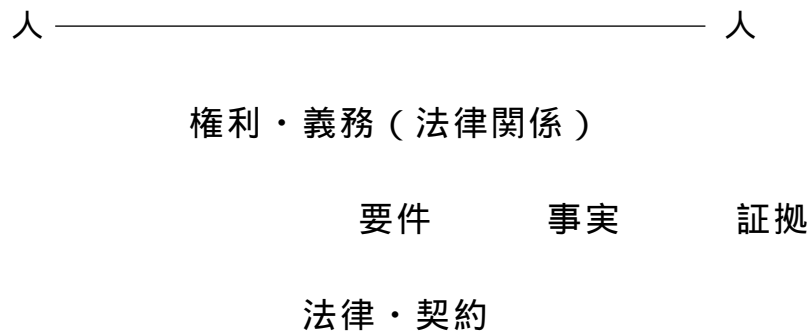 人 人
権利・義務（法律関係）
要件 事実 証拠
法律・契約